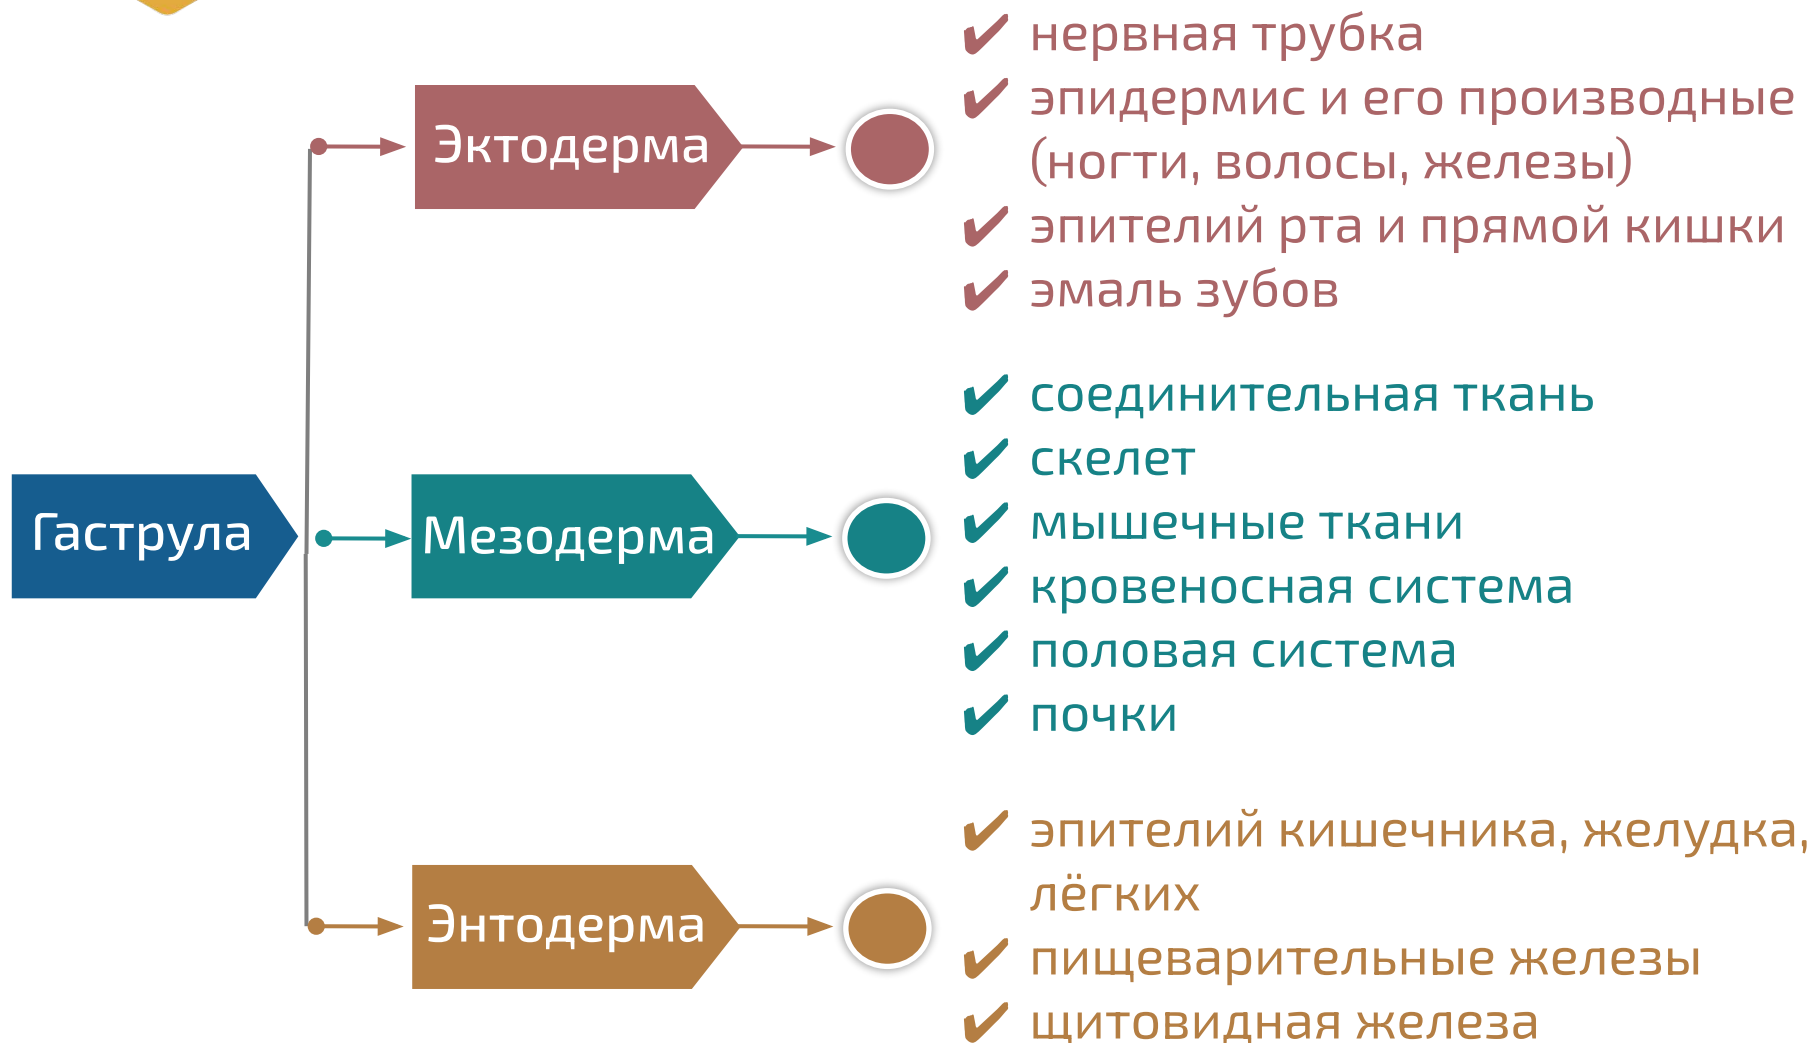 Гаструла
Эктодерма
✔ нервная трубка
✔ эпидермис и его производные
(ногти, волосы, железы)
✔ эпителий рта и прямой кишки
✔ эмаль зубов
Мезодерма
✔ соединительная ткань
✔ скелет
✔ мышечные ткани
✔ кровеносная система
✔ половая система
✔ почки
Энтодерма
✔ эпителий кишечника, желудка,
лёгких
✔ пищеварительные железы
✔ щитовидная железа